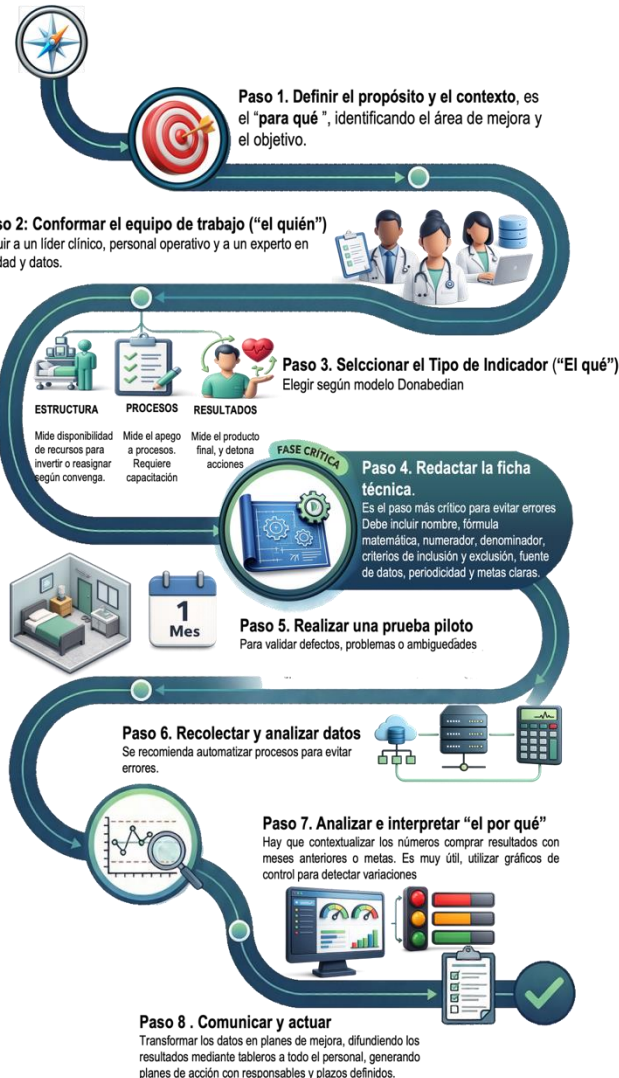 Paso 1. Definir el propósito y el contexto, es
el "para qué ", identificando el área de mejora y
el objetivo.
so 2: Conformar el equipo de trabajo ("el quién")
uir a un líder clínico, personal operativo y a un experto en
dad y datos.
Paso 3. Selccionar el Tipo de Indicador ("El qué")
Elegir según modelo Donabedian
ESTRUCTURA
Mide disponibilidad
de recursos para
invertir o reasignar
según convenga.
PROCESOS
Mide el apego
a procesos.
Requiere
capacitación
RESULTADOS
Mide el producto
final, y detona
acciones
FASE CRÍTICA
Paso 4. Redactar la ficha
técnica.
Es el paso más crítico para evitar errores
Debe incluir nombre, fórmula
matemática, numerador, denominador,
criterios de inclusión y exclusión, fuente
de datos, periodicidad y metas claras.
1
Mes
Paso 5. Realizar una prueba piloto
Para validar defectos, problemas o ambiguedades
Paso 6. Recolectar y analizar datos
Se recomienda automatizar procesos para evitar
errores.
Paso 7. Analizar e interpretar "el por qué"
Hay que contextualizar los números comprar resultados con
meses anteriores o metas. Es muy útil, utilizar gráficos de
control para detectar variaciones
Paso 8 . Comunicar y actuar
Transformar los datos en planes de mejora, difundiendo los
resultados mediante tableros a todo el personal, generando
planes de acción con responsables y plazos definidos.